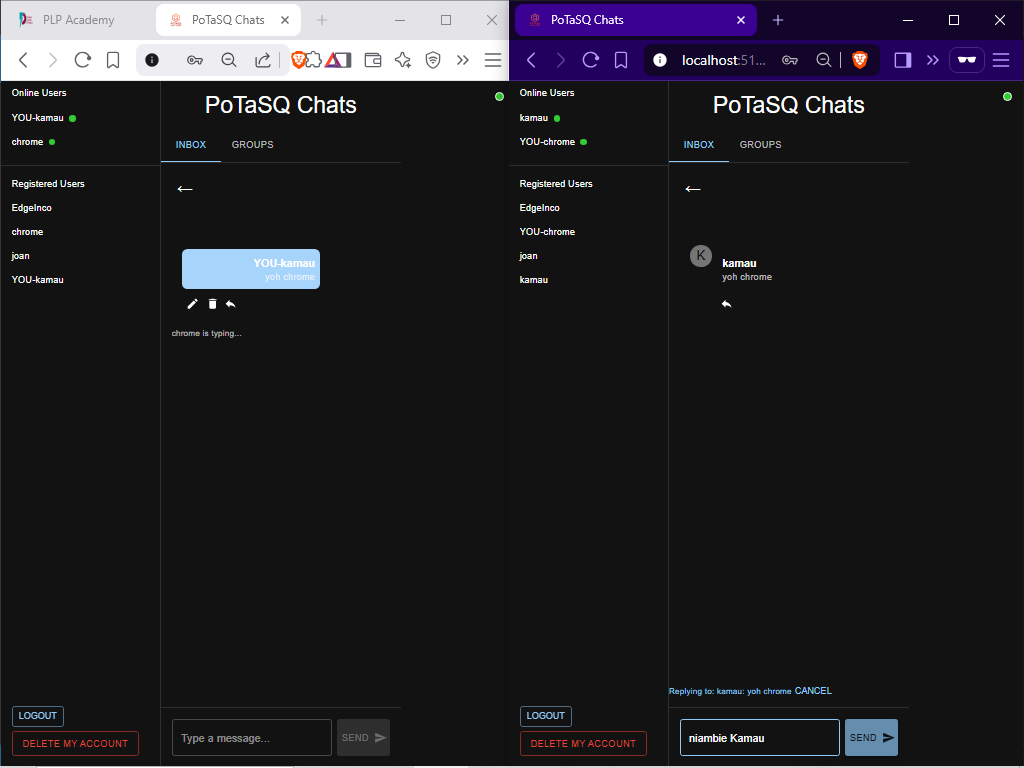 PLP Academy
PoTaSQ Chats
Online Users
YOU-kamau
chrome
Registered Users
EdgeInco
chrome
joan
YOU-kamau
LOGOUT
DELETE MY ACCOUNT
PoTaSQ Chats
INBOX
GROUPS
YOU-kamau
yoh chrome
chrome is typing...
Type a message...
SEND
PoTaSQ Chats
localhost:51...
Online Users
kamau
YOU-chrome
Registered Users
EdgeInco
YOU-chrome
joan
kamau
LOGOUT
DELETE MY ACCOUNT
PoTaSQ Chats
INBOX
GROUPS
K
kamau
yoh chrome
Replying to: kamau: yoh chrome CANCEL
niambie Kamau
SEND